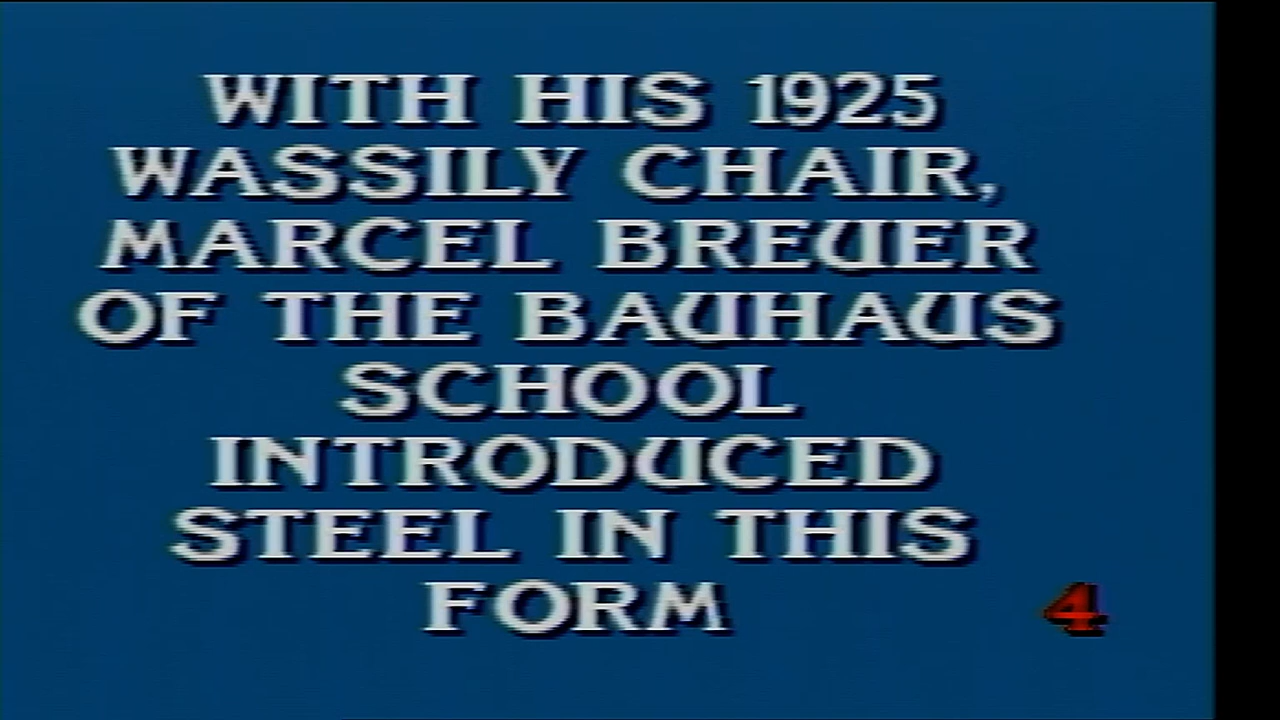 WITH HIS 1925
WASSILY CHAIR,
MARCEL BREUER
OF THE BAUHAUS
SCHOOL
INTRODUCED
STEEL IN THIS
FORM
4